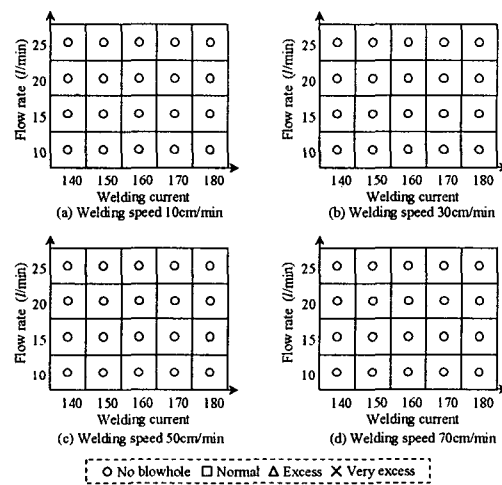 Flow rate (l/min)
25
20
15
10
140 150 160 170 180
Welding current
(a) Welding speed 10cm/min
Flow rate (l/min)
25
20
15
10
140 150 160 170 180
Welding current
(b) Welding speed 30cm/min
Flow rate (l/min)
25
20
15
10
140 150 160 170 180
Welding current
(c) Welding speed 50cm/min
Flow rate (l/min)
25
20
15
10
140 150 160 170 180
Welding current
(d) Welding speed 70cm/min
○ No blowhole □ Normal △ Excess ✕ Very excess